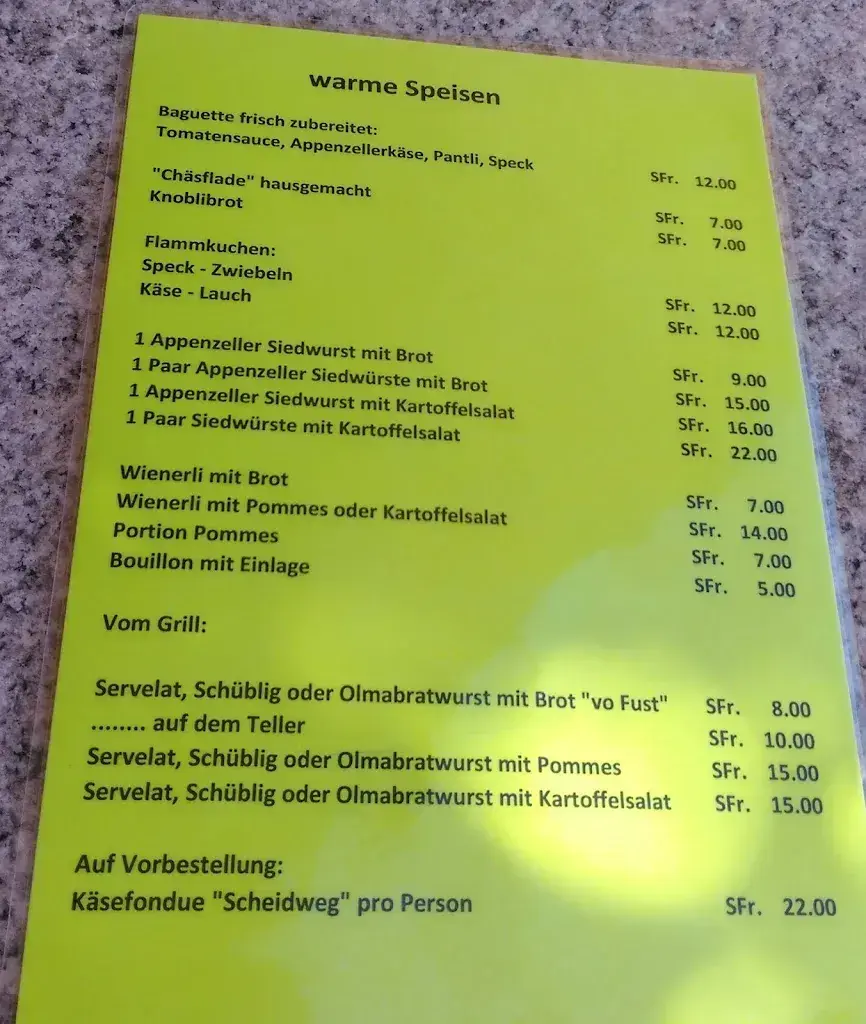 warme Speisen
Baguette frisch zubereitet:
Tomatensauce, Appenzellerkäse, Pantli, Speck SFr. 12.00
"Chäsflade" hausgemacht SFr. 7.00
Knoblibrot SFr. 7.00
Flammkuchen:
Speck - Zwiebeln SFr. 12.00
Käse - Lauch SFr. 12.00
1 Appenzeller Siedwurst mit Brot SFr. 9.00
1 Paar Appenzeller Siedwürste mit Brot SFr. 15.00
1 Appenzeller Siedwurst mit Kartoffelsalat SFr. 16.00
1 Paar Siedwürste mit Kartoffelsalat SFr. 22.00
Wienerli mit Brot SFr. 7.00
Wienerli mit Pommes oder Kartoffelsalat SFr. 14.00
Portion Pommes SFr. 7.00
Bouillon mit Einlage SFr. 5.00
Vom Grill:
Servelat, Schüblig oder Olmabratwurst mit Brot "vo Fust" SFr. 8.00
........ auf dem Teller SFr. 10.00
Servelat, Schüblig oder Olmabratwurst mit Pommes SFr. 15.00
Servelat, Schüblig oder Olmabratwurst mit Kartoffelsalat SFr. 15.00
Auf Vorbestellung:
Käsefondue "Scheidweg" pro Person SFr. 22.00